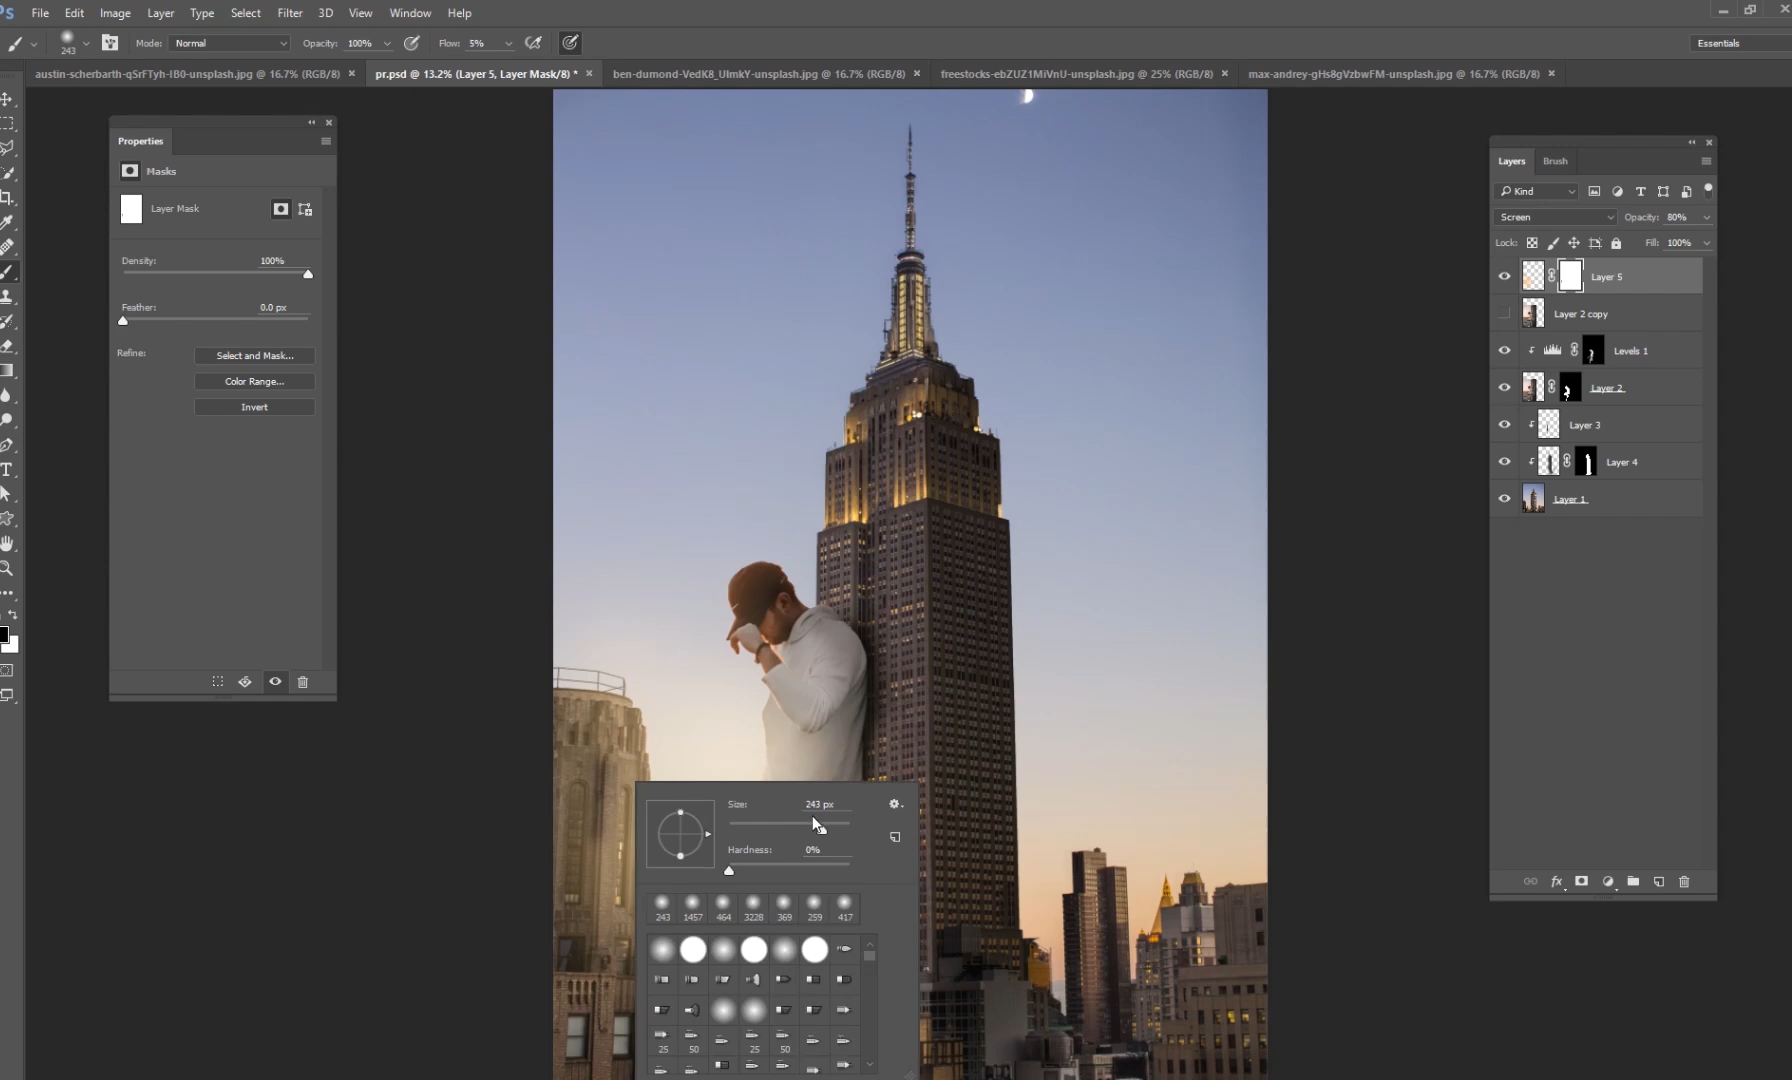 Ps File Edit Image Layer Type Select Filter 3D View Window Help
243 Mode: Normal Opacity: 100% Flow: 5% Essentials
austin-scherbarth-qSrFTyh-IB0-unsplash.jpg @ 16.7% (RGB/8) pr.psd @ 13.2% (Layer 5, Layer Mask/8) * ben-dumond-VedK8_UlmkY-unsplash.jpg @ 16.7% (RGB/8) freestocks-ebZUZ1MiVnU-unsplash.jpg @ 25% (RGB/8) max-andrey-gHs8gVzbwFM-unsplash.jpg @ 16.7% (RGB/8)
Properties
Masks
Layer Mask
Density: 100%
Feather: 0.0 px
Refine: Select and Mask...
Color Range...
Invert
Size: 243 px
Hardness: 0%
243 1457 464 3228 369 259 417
25 50 25 50
Layers Brush
Kind
Screen Opacity: 80%
Lock: Fill: 100%
Layer 5
Layer 2 copy
Levels 1
Layer 2
Layer 3
Layer 4
Layer 1
fx